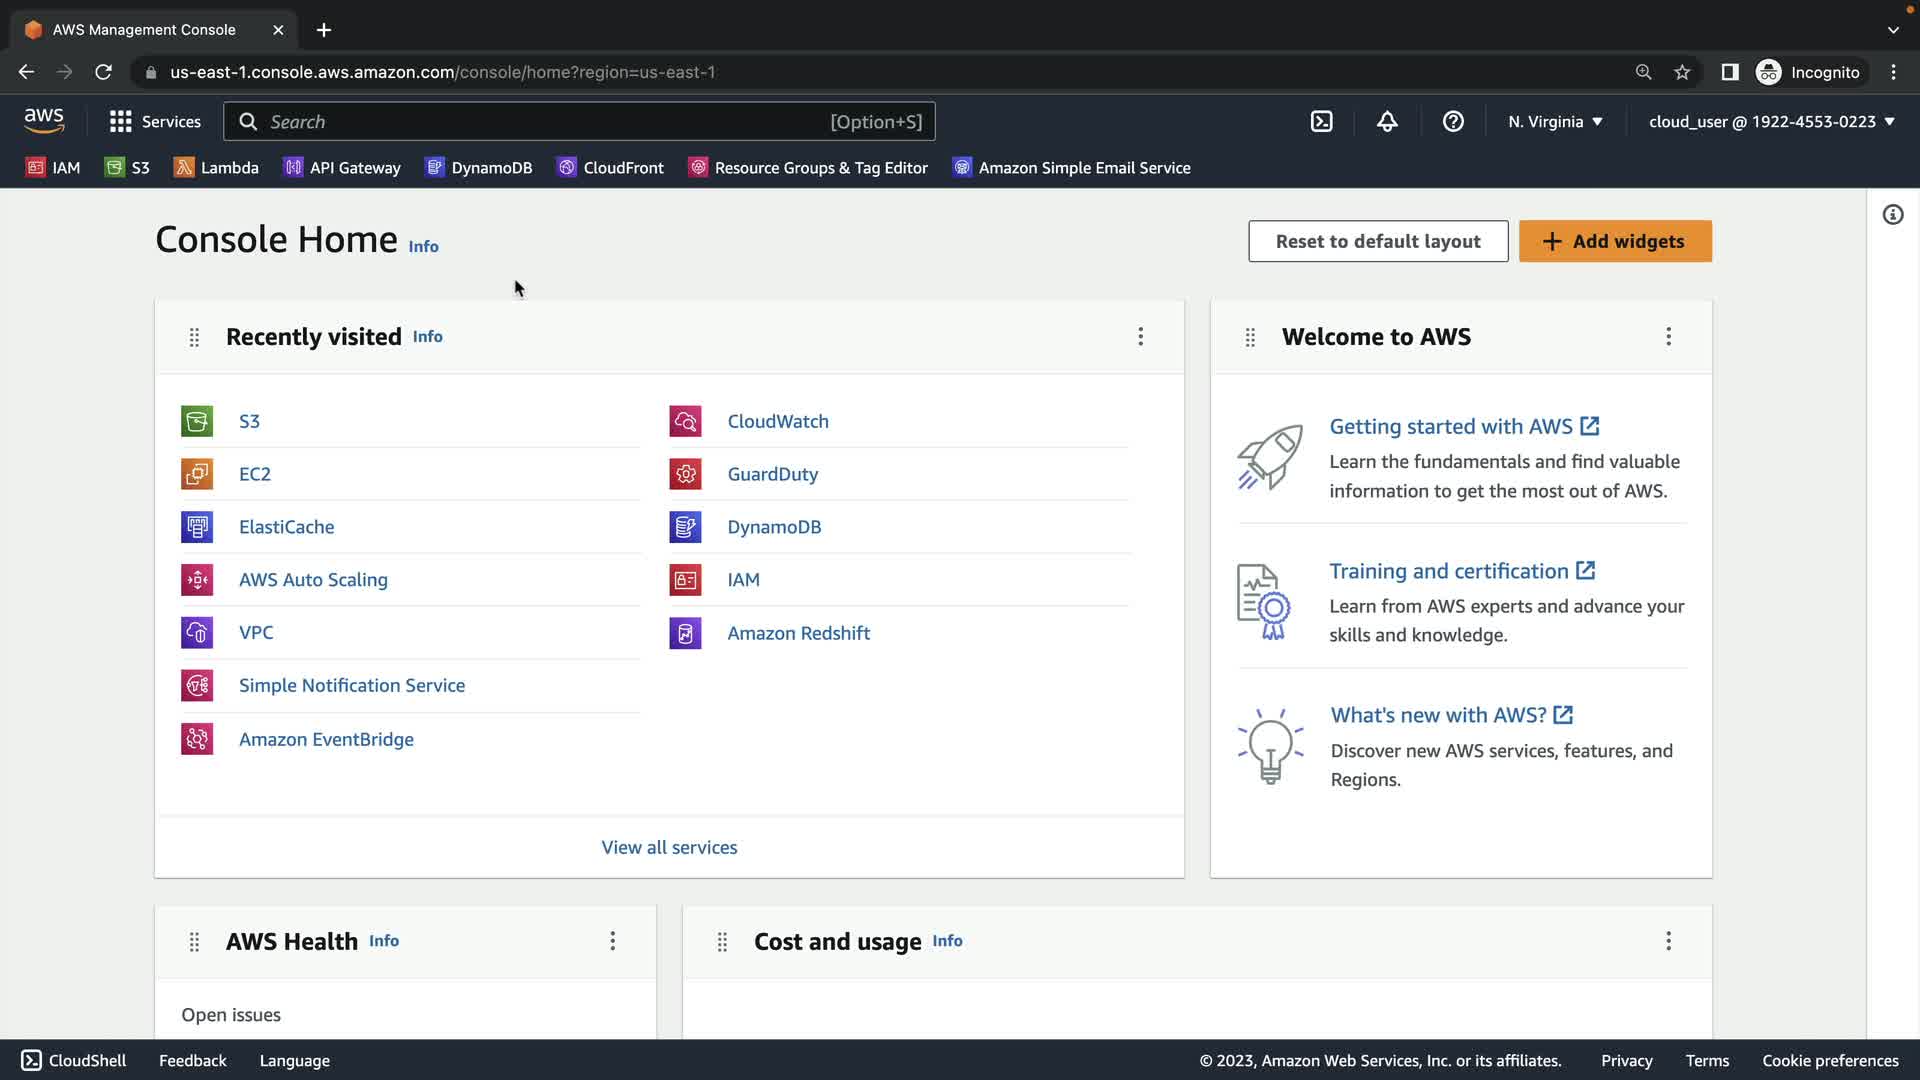 AWS Management Console
us-east-1.console.aws.amazon.com/console/home?region=us-east-1
Incognito
aws
Services
Search
[Option+S]
N. Virginia
cloud_user @ 1922-4553-0223
IAM
S3
Lambda
API Gateway
DynamoDB
CloudFront
Resource Groups & Tag Editor
Amazon Simple Email Service
Console Home
Info
Reset to default layout
Add widgets
Recently visited
Info
S3
EC2
ElastiCache
AWS Auto Scaling
VPC
Simple Notification Service
Amazon EventBridge
CloudWatch
GuardDuty
DynamoDB
IAM
Amazon Redshift
View all services
Welcome to AWS
Getting started with AWS
Learn the fundamentals and find valuable
information to get the most out of AWS.
Training and certification
Learn from AWS experts and advance your
skills and knowledge.
What's new with AWS?
Discover new AWS services, features, and
Regions.
AWS Health
Info
Open issues
Cost and usage
Info
CloudShell
Feedback
Language
© 2023, Amazon Web Services, Inc. or its affiliates.
Privacy
Terms
Cookie preferences